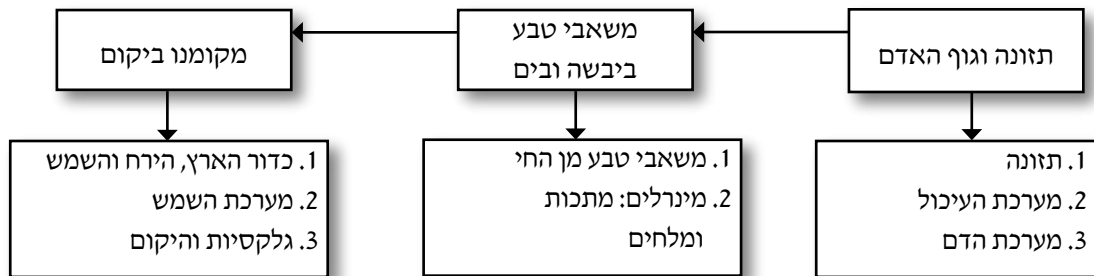 תזונה וגוף האדם
משאבי טבע
ביבשה ובים
מקומנו ביקום
1. תזונה
2. מערכת העיכול
3. מערכת הדם
1. משאבי טבע מן החי
2. מינרלים: מתכות
ומלחים
1. כדור הארץ, הירח והשמש
2. מערכת השמש
3. גלקסיות והיקום